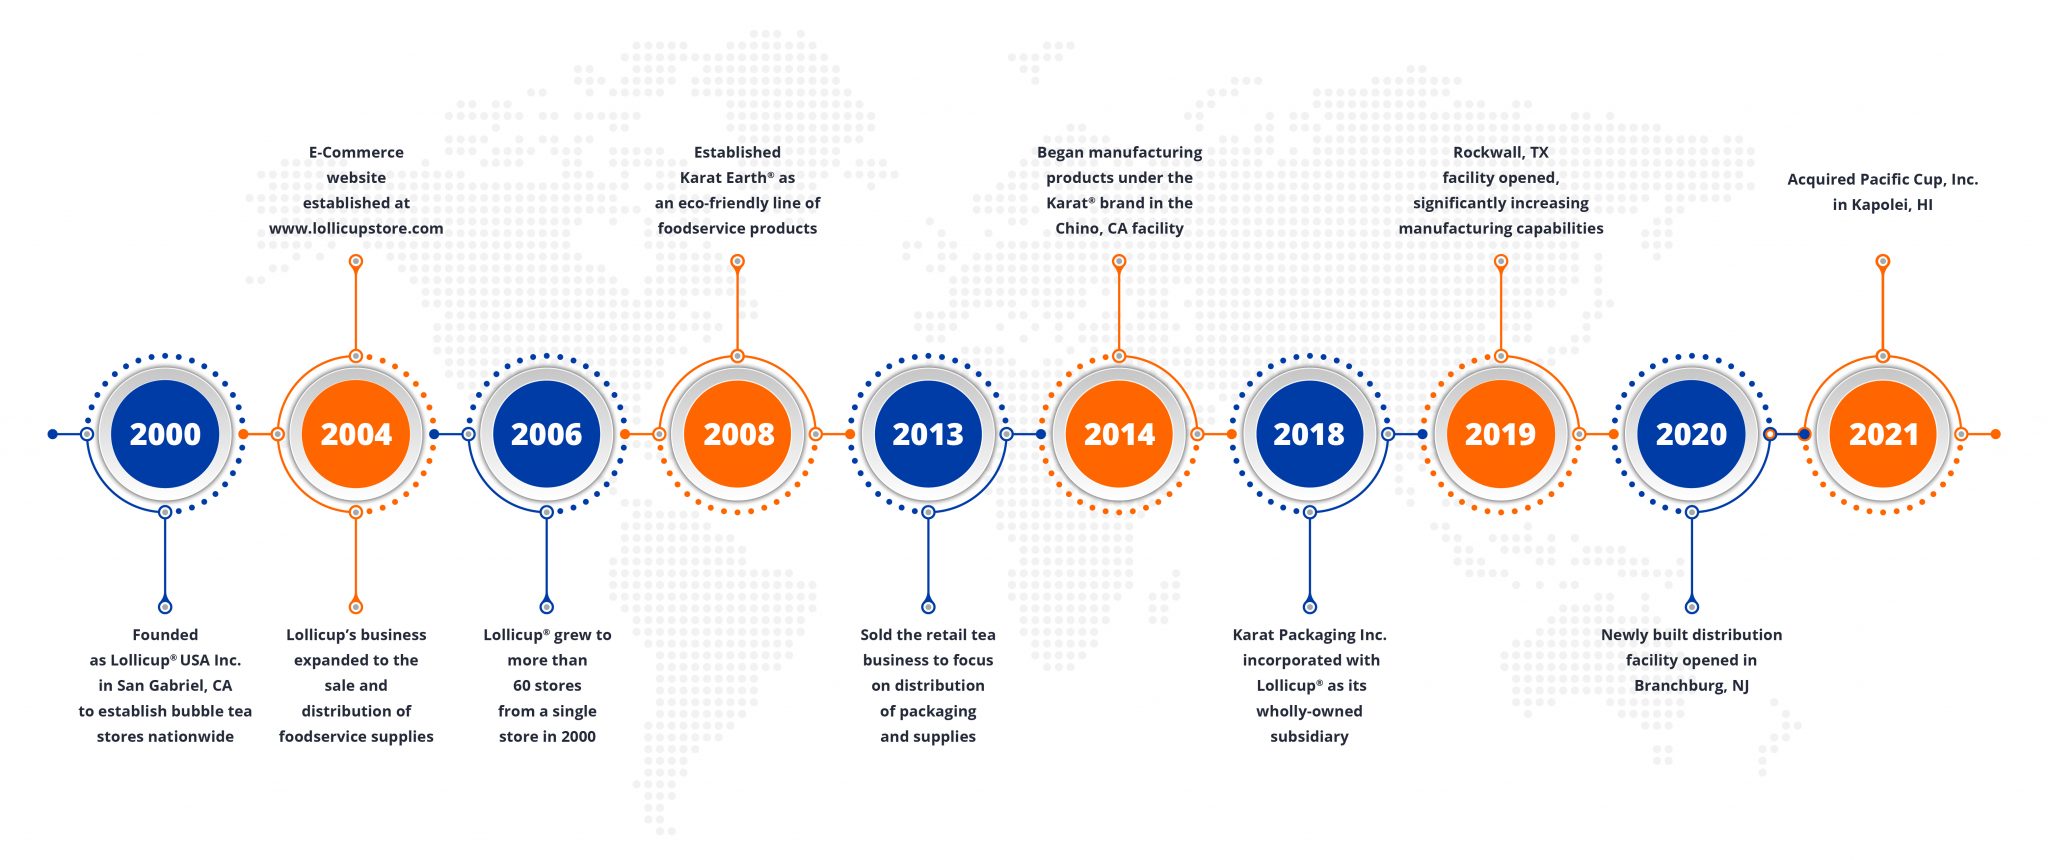 E-Commerce
website
established at
www.lollicupstore.com
Established
Karat Earth® as
an eco-friendly line of
foodservice products
Began manufacturing
products under the
Karat® brand in the
Chino, CA facility
Rockwall, TX
facility opened,
significantly increasing
manufacturing capabilities
Acquired Pacific Cup, Inc.
in Kapolei, HI
2000
2004
2006
2008
2013
2014
2018
2019
2020
2021
Founded
as Lollicup® USA Inc.
in San Gabriel, CA
to establish bubble tea
stores nationwide
Lollicup’s business
expanded to the
sale and
distribution of
foodservice supplies
Lollicup® grew to
more than
60 stores
from a single
store in 2000
Sold the retail tea
business to focus
on distribution
of packaging
and supplies
Karat Packaging Inc.
incorporated with
Lollicup® as its
wholly-owned
subsidiary
Newly built distribution
facility opened in
Branchburg, NJ